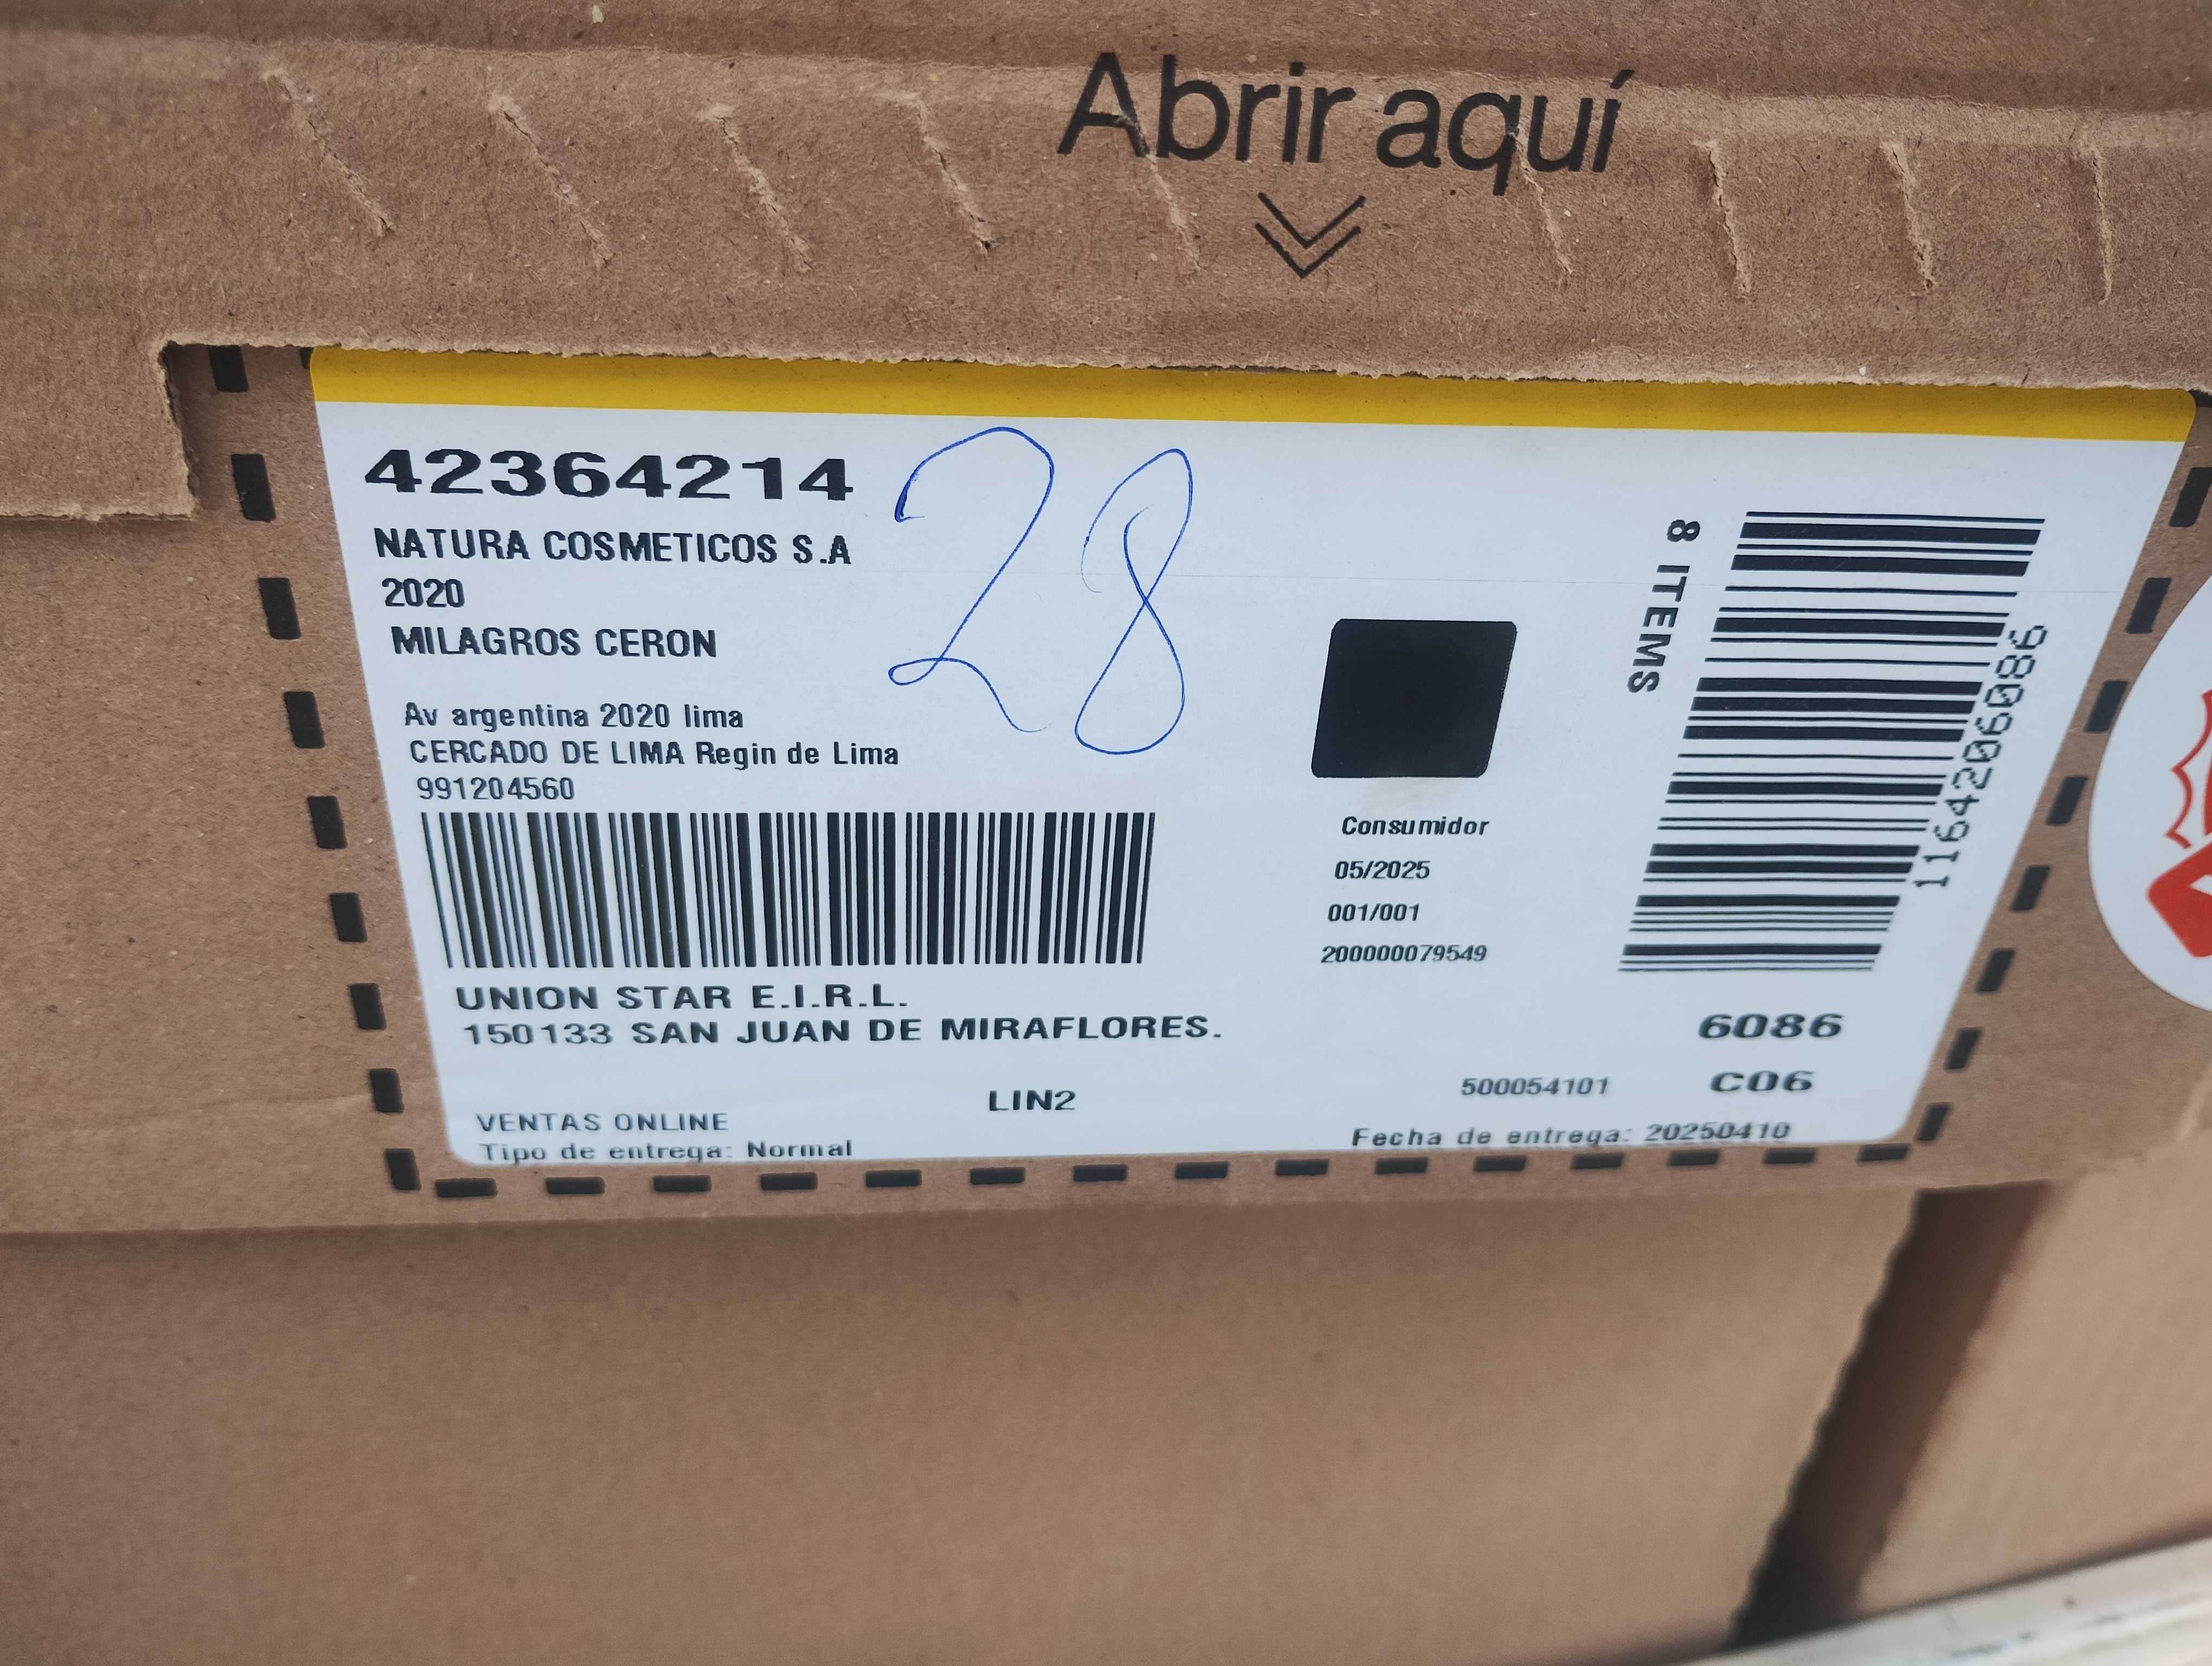 Abrir aquí
42364214
28
NATURA COSMETICOS S.A
2020
MILAGROS CERON
Av argentina 2020 lima
CERCADO DE LIMA Regin de Lima
991204560
8 ITEMS
1164206086
Consumidor
05/2025
001/001
200000079549
UNION STAR E.I.R.L.
150133 SAN JUAN DE MIRAFLORES.
6086
LIN2
500054101 C06
VENTAS ONLINE
Tipo de entrega: Normal
Fecha de entrega: 20250410